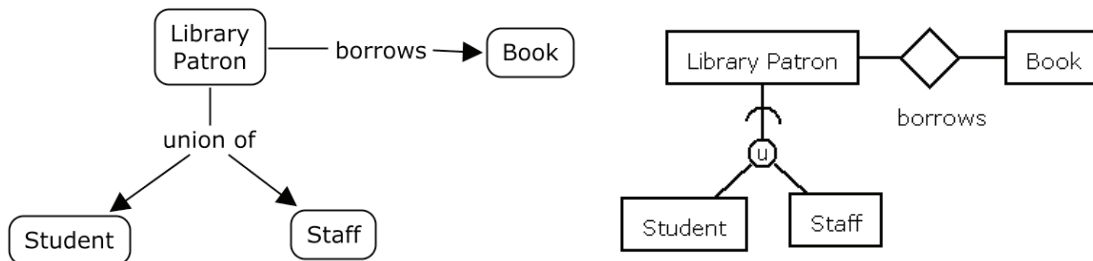 Library
Patron
borrows
Book
union of
Student
Staff
Library Patron
Book
borrows
u
Student
Staff